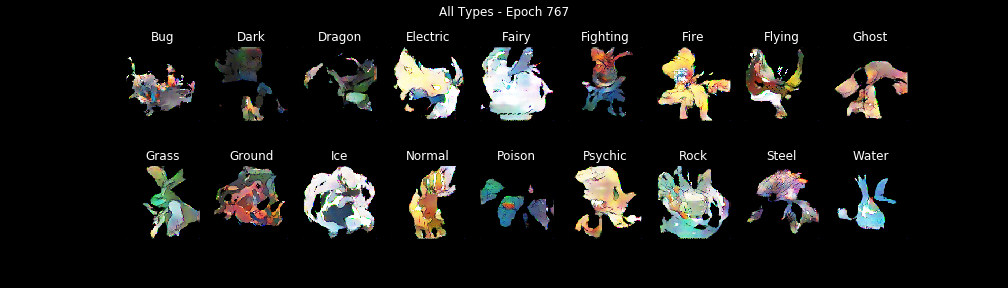 All Types - Epoch 767
Bug Dark Dragon Electric Fairy Fighting Fire Flying Ghost
Grass Ground Ice Normal Poison Psychic Rock Steel Water